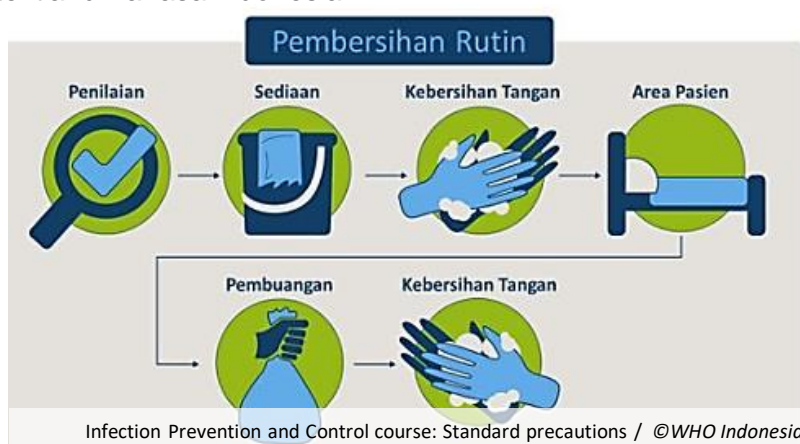 Pembersihan Rutin
Penilaian
Sediaan
Kebersihan Tangan
Area Pasien
Pembuangan
Kebersihan Tangan
Infection Prevention and Control course: Standard precautions / ©WHO Indonesia